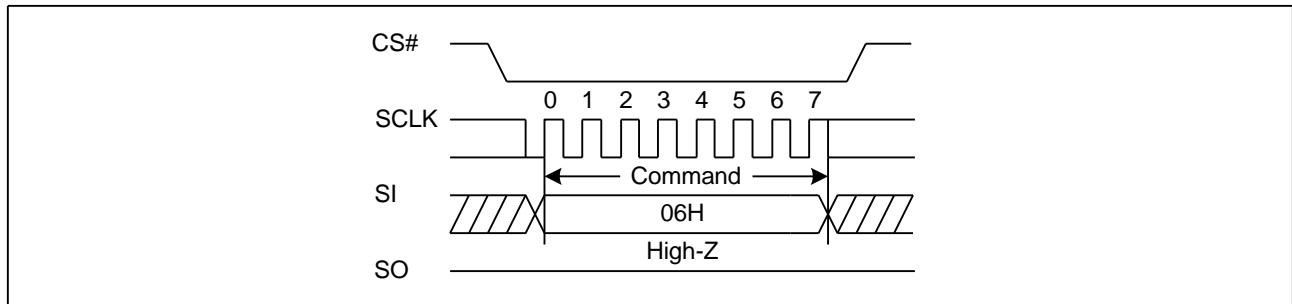 CS#
0 1 2 3 4 5 6 7
SCLK
Command
SI
06H
High-Z
SO